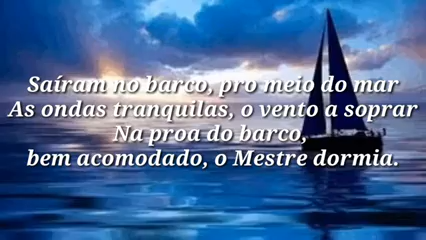 Saíram no barco, pro meio do mar
As ondas tranquilas, o vento a soprar
Na proa do barco,
bem acomodado, o Mestre dormia.